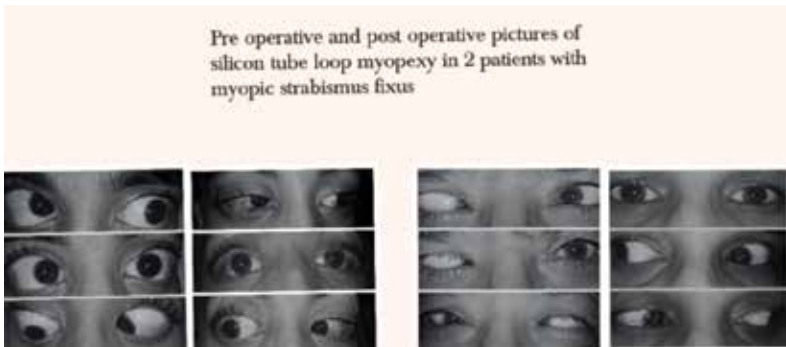 Pre operative and post operative pictures of
silicon tube loop myopexy in 2 patients with
myopic strabismus fixus